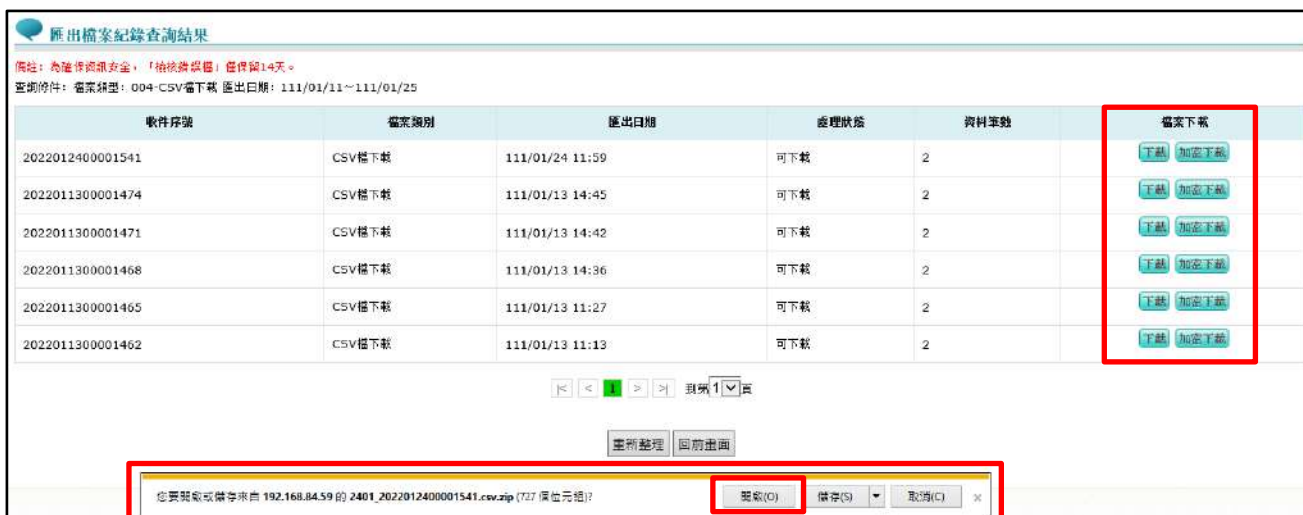 匯出檔案紀錄查詢結果
備註：為確保資訊安全，「檢核錯誤檔」僅保留14天。
查詢條件：檔案類型：004-CSV檔下載 匯出日期：111/01/11~111/01/25
收件序號 檔案類別 匯出日期 處理狀態 資料筆數 檔案下載
2022012400001541 CSV檔下載 111/01/24 11:59 可下載 2 下載 加密下載
2022011300001474 CSV檔下載 111/01/13 14:45 可下載 2 下載 加密下載
2022011300001471 CSV檔下載 111/01/13 14:42 可下載 2 下載 加密下載
2022011300001468 CSV檔下載 111/01/13 14:36 可下載 2 下載 加密下載
2022011300001465 CSV檔下載 111/01/13 11:27 可下載 2 下載 加密下載
2022011300001462 CSV檔下載 111/01/13 11:13 可下載 2 下載 加密下載
|< < 1 > >| 到第1頁
重新整理 回前畫面
您要開啟或儲存來自 192.168.84.59 的 2401_2022012400001541.csv.zip (727 個位元組)? 開啟(O) 儲存(S) 取消(C) ×